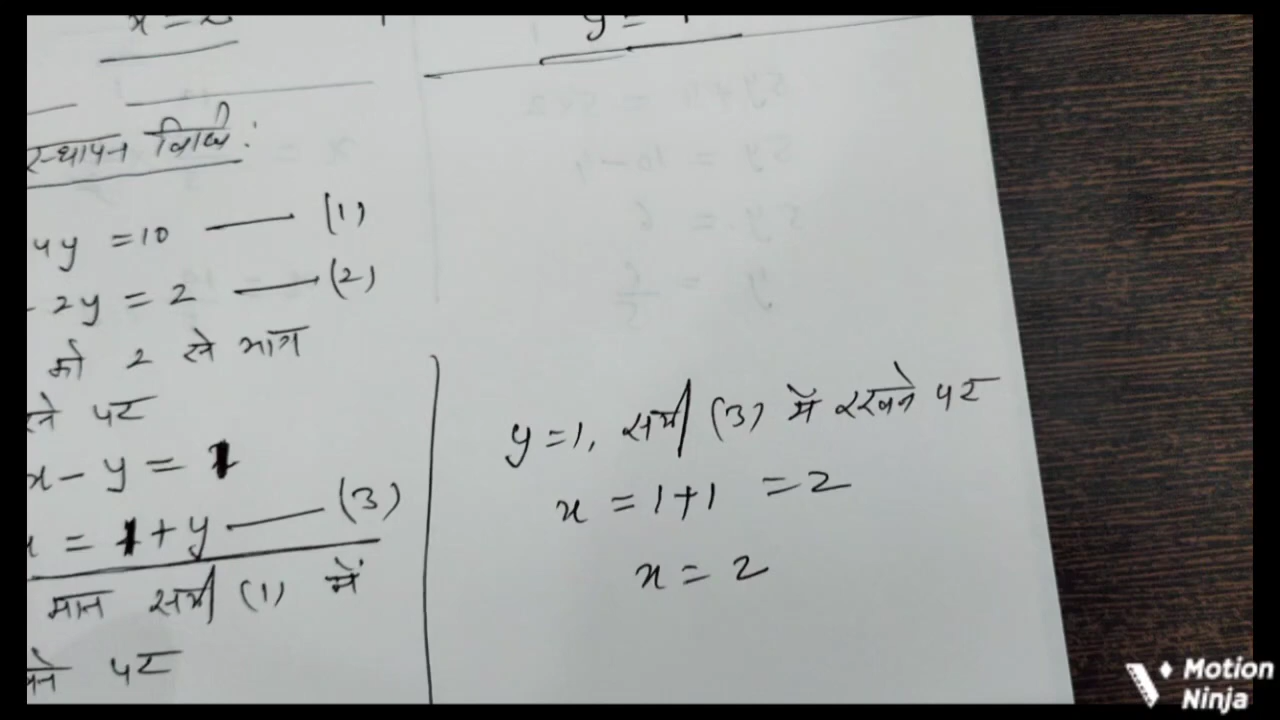 x = 2
y = 1
विधि:
4y = 10 —— (1)
- 2y = 2 —— (2)
को 2 से भाग
पर
x - y = 1
x = 1 + y —— (3)
मान समी (1) में
पर
y = 1, समी (3) में रखने पर
x = 1 + 1 = 2
x = 2
Motion
Ninja